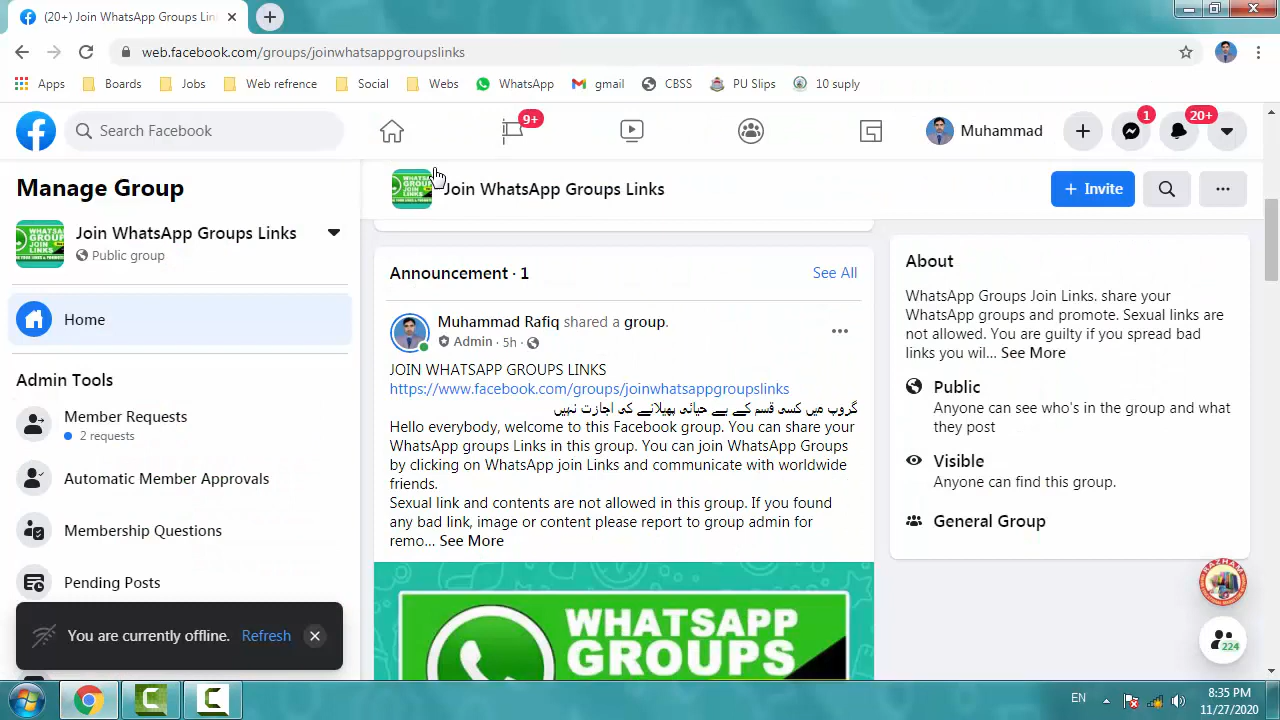 (20+) Join WhatsApp Groups Lin
web.facebook.com/groups/joinwhatsappgroupslinks
Apps Boards Jobs Web refrence Social Webs WhatsApp gmail CBSS PU Slips 10 suply
Search Facebook 9+ Muhammad 1 20+
Manage Group
Join WhatsApp Groups Links
Public group
Home
Admin Tools
Member Requests
2 requests
Automatic Member Approvals
Membership Questions
Pending Posts
You are currently offline. Refresh
Join WhatsApp Groups Links
+ Invite
Announcement · 1
See All
Muhammad Rafiq shared a group.
Admin · 5h ·
JOIN WHATSAPP GROUPS LINKS
https://www.facebook.com/groups/joinwhatsappgroupslinks
گروپ میں کسی قسم کے بے حیائی پھیلانے کی اجازت نہیں
Hello everybody, welcome to this Facebook group. You can share your
WhatsApp groups Links in this group. You can join WhatsApp Groups
by clicking on WhatsApp join Links and communicate with worldwide
friends.
Sexual link and contents are not allowed in this group. If you found
any bad link, image or content please report to group admin for
remo... See More
WHATSAPP
GROUPS
About
WhatsApp Groups Join Links. share your
WhatsApp groups and promote. Sexual links are
not allowed. You are guilty if you spread bad
links you wil... See More
Public
Anyone can see who's in the group and what
they post
Visible
Anyone can find this group.
General Group
224
EN
8:35 PM
11/27/2020